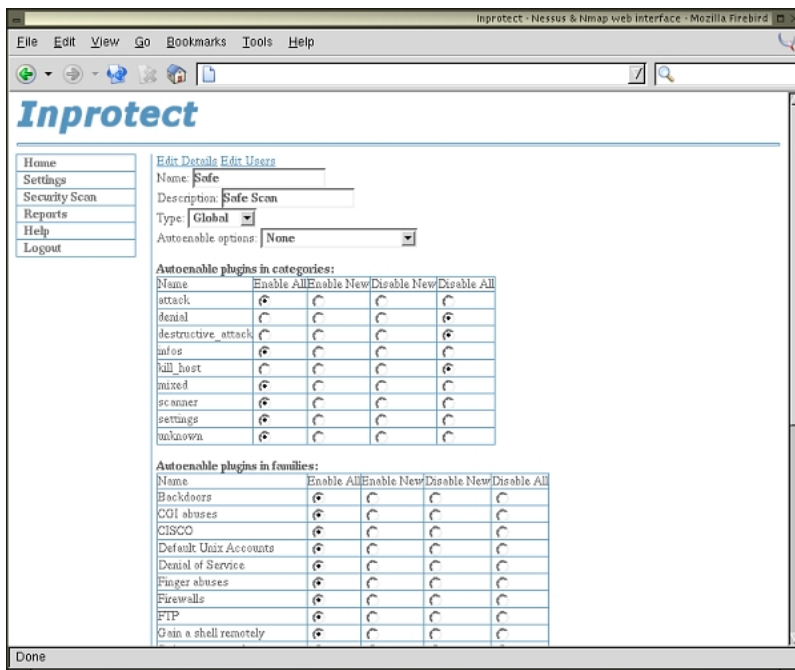 Inprotect - Nessus & Nmap web interface - Mozilla Firebird
File Edit View Go Bookmarks Tools Help
Inprotect
Home
Settings
Security Scan
Reports
Help
Logout
Edit Details Edit Users
Name: Safe
Description: Safe Scan
Type: Global
Autoenable options: None
Autoenable plugins in categories:
Name Enable All Enable New Disable New Disable All
attack
denial
destructive_attack
infos
kill_host
mixed
scanner
settings
unknown
Autoenable plugins in families:
Name Enable All Enable New Disable New Disable All
Backdoors
CGI abuses
CISCO
Default Unix Accounts
Denial of Service
Finger abuses
Firewalls
FTP
Gain a shell remotely
Done